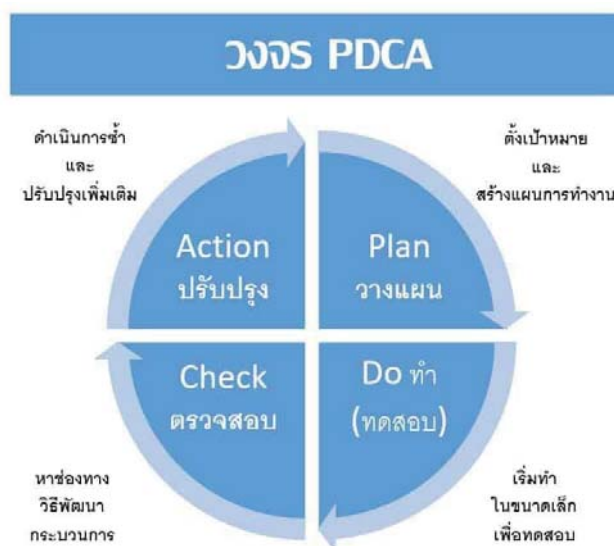 วงจร PDCA
ดำเนินการซ้ำ
และ
ปรับปรุงเพิ่มเติม
ตั้งเป้าหมาย
และ
สร้างแผนการทำงาน
Action
ปรับปรุง
Plan
วางแผน
Check
ตรวจสอบ
Do ทำ
(ทดสอบ)
หาช่องทาง
วิธีพัฒนา
กระบวนการ
เริ่มทำ
ในขนาดเล็ก
เพื่อทดสอบ